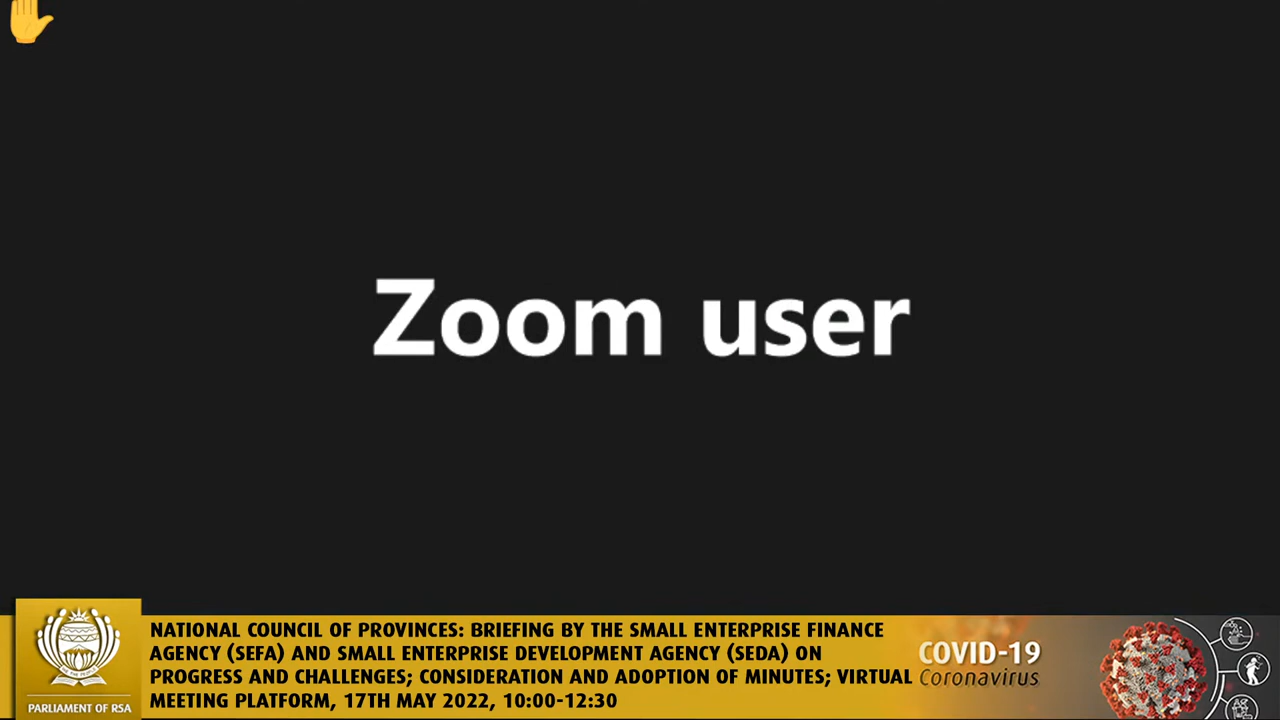 Zoom user
NATIONAL COUNCIL OF PROVINCES: BRIEFING BY THE SMALL ENTERPRISE FINANCE
AGENCY (SEFA) AND SMALL ENTERPRISE DEVELOPMENT AGENCY (SEDA) ON
PROGRESS AND CHALLENGES; CONSIDERATION AND ADOPTION OF MINUTES; VIRTUAL
MEETING PLATFORM, 17TH MAY 2022, 10:00-12:30
COVID-19
Coronavirus
PARLIAMENT OF RSA